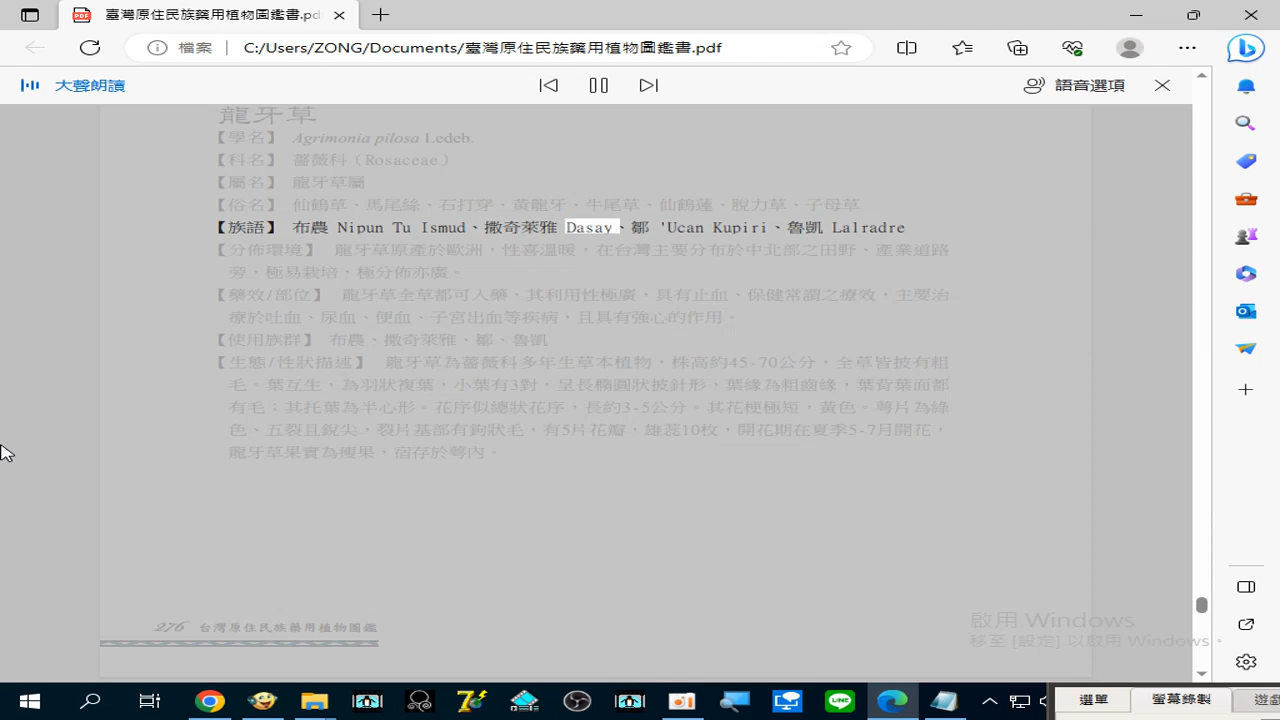 臺灣原住民族藥用植物圖鑑書.pd
檔案 C:/Users/ZONG/Documents/臺灣原住民族藥用植物圖鑑書.pdf
大聲朗讀
語音選項
龍牙草
【學名】 Agrimonia pilosa Ledeb.
【科名】 薔薇科（Rosaceae）
【屬名】 龍牙草屬
【俗名】 仙鶴草、馬尾絲、石打穿、黃龍牙、牛尾草、仙鶴蓮、脫力草、子母草
【族語】 布農 Nipun Tu Ismud、撒奇萊雅 Dasay、鄒 'Ucan Kupiri、魯凱 Lalradre
【分佈環境】 龍牙草原產於歐洲，性喜溫暖，在台灣主要分布於中北部之田野、產業道路
旁，極易栽培，極分佈亦廣。
【藥效/部位】 龍牙草全草都可入藥，其利用性極廣，具有止血、保健常謂之療效，主要治
療於吐血、尿血、便血、子宮出血等疾病，且具有強心的作用。
【使用族群】 布農、撒奇萊雅、鄒、魯凱
【生態/性狀描述】 龍牙草為薔薇科多年生草本植物，株高約45-70公分，全草皆披有粗
毛。葉互生，為羽狀複葉，小葉有3對，呈長橢圓狀披針形，葉緣為粗齒緣，葉背葉面都
有毛；其托葉為半心形。花序似總狀花序，長約3-5公分。其花梗極短，黃色。萼片為綠
色、五裂且銳尖，裂片基部有鉤狀毛，有5片花瓣，雄蕊10枚，開花期在夏季5-7月開花，
龍牙草果實為瘦果，宿存於萼內。
276 台灣原住民族藥用植物圖鑑
啟用 Windows
移至 [設定] 以啟用 Windows。
選單 螢幕錄製 遊戲